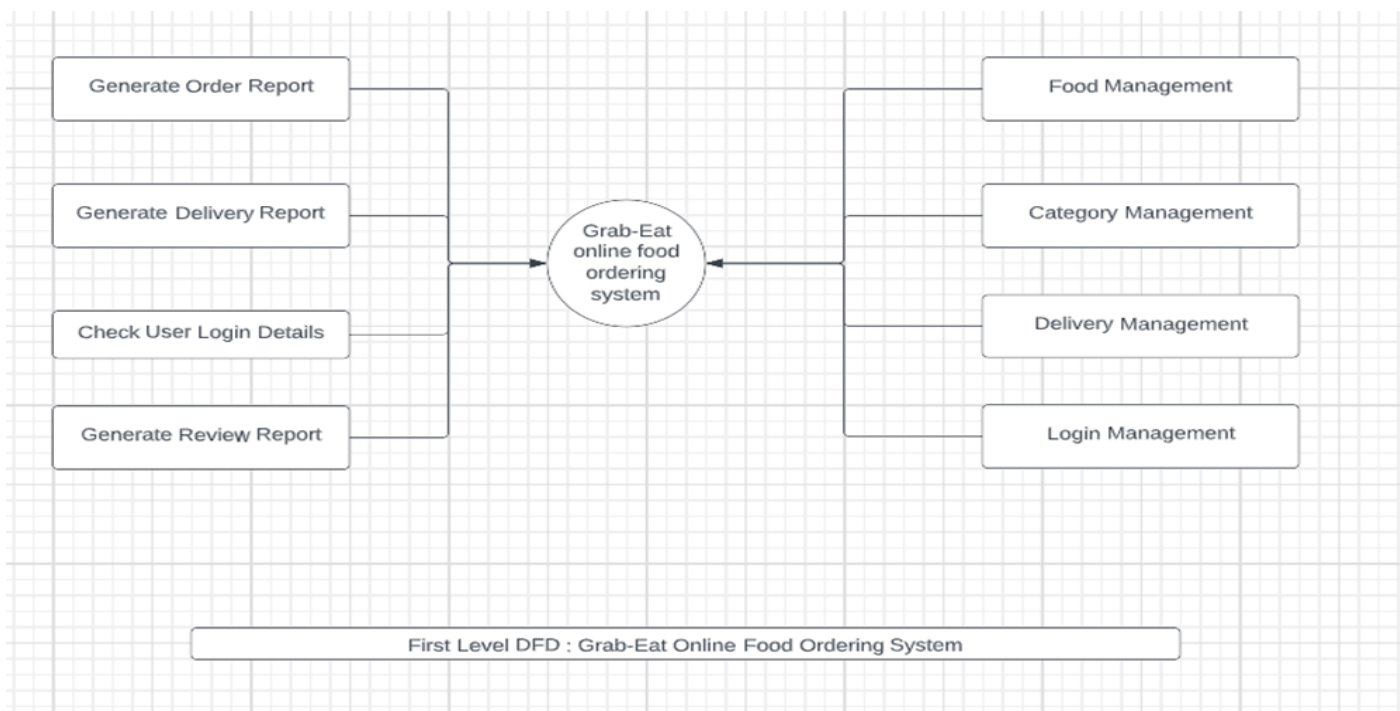 Generate Order Report
Generate Delivery Report
Check User Login Details
Generate Review Report
Grab-Eat
online food
ordering
system
Food Management
Category Management
Delivery Management
Login Management
First Level DFD : Grab-Eat Online Food Ordering System